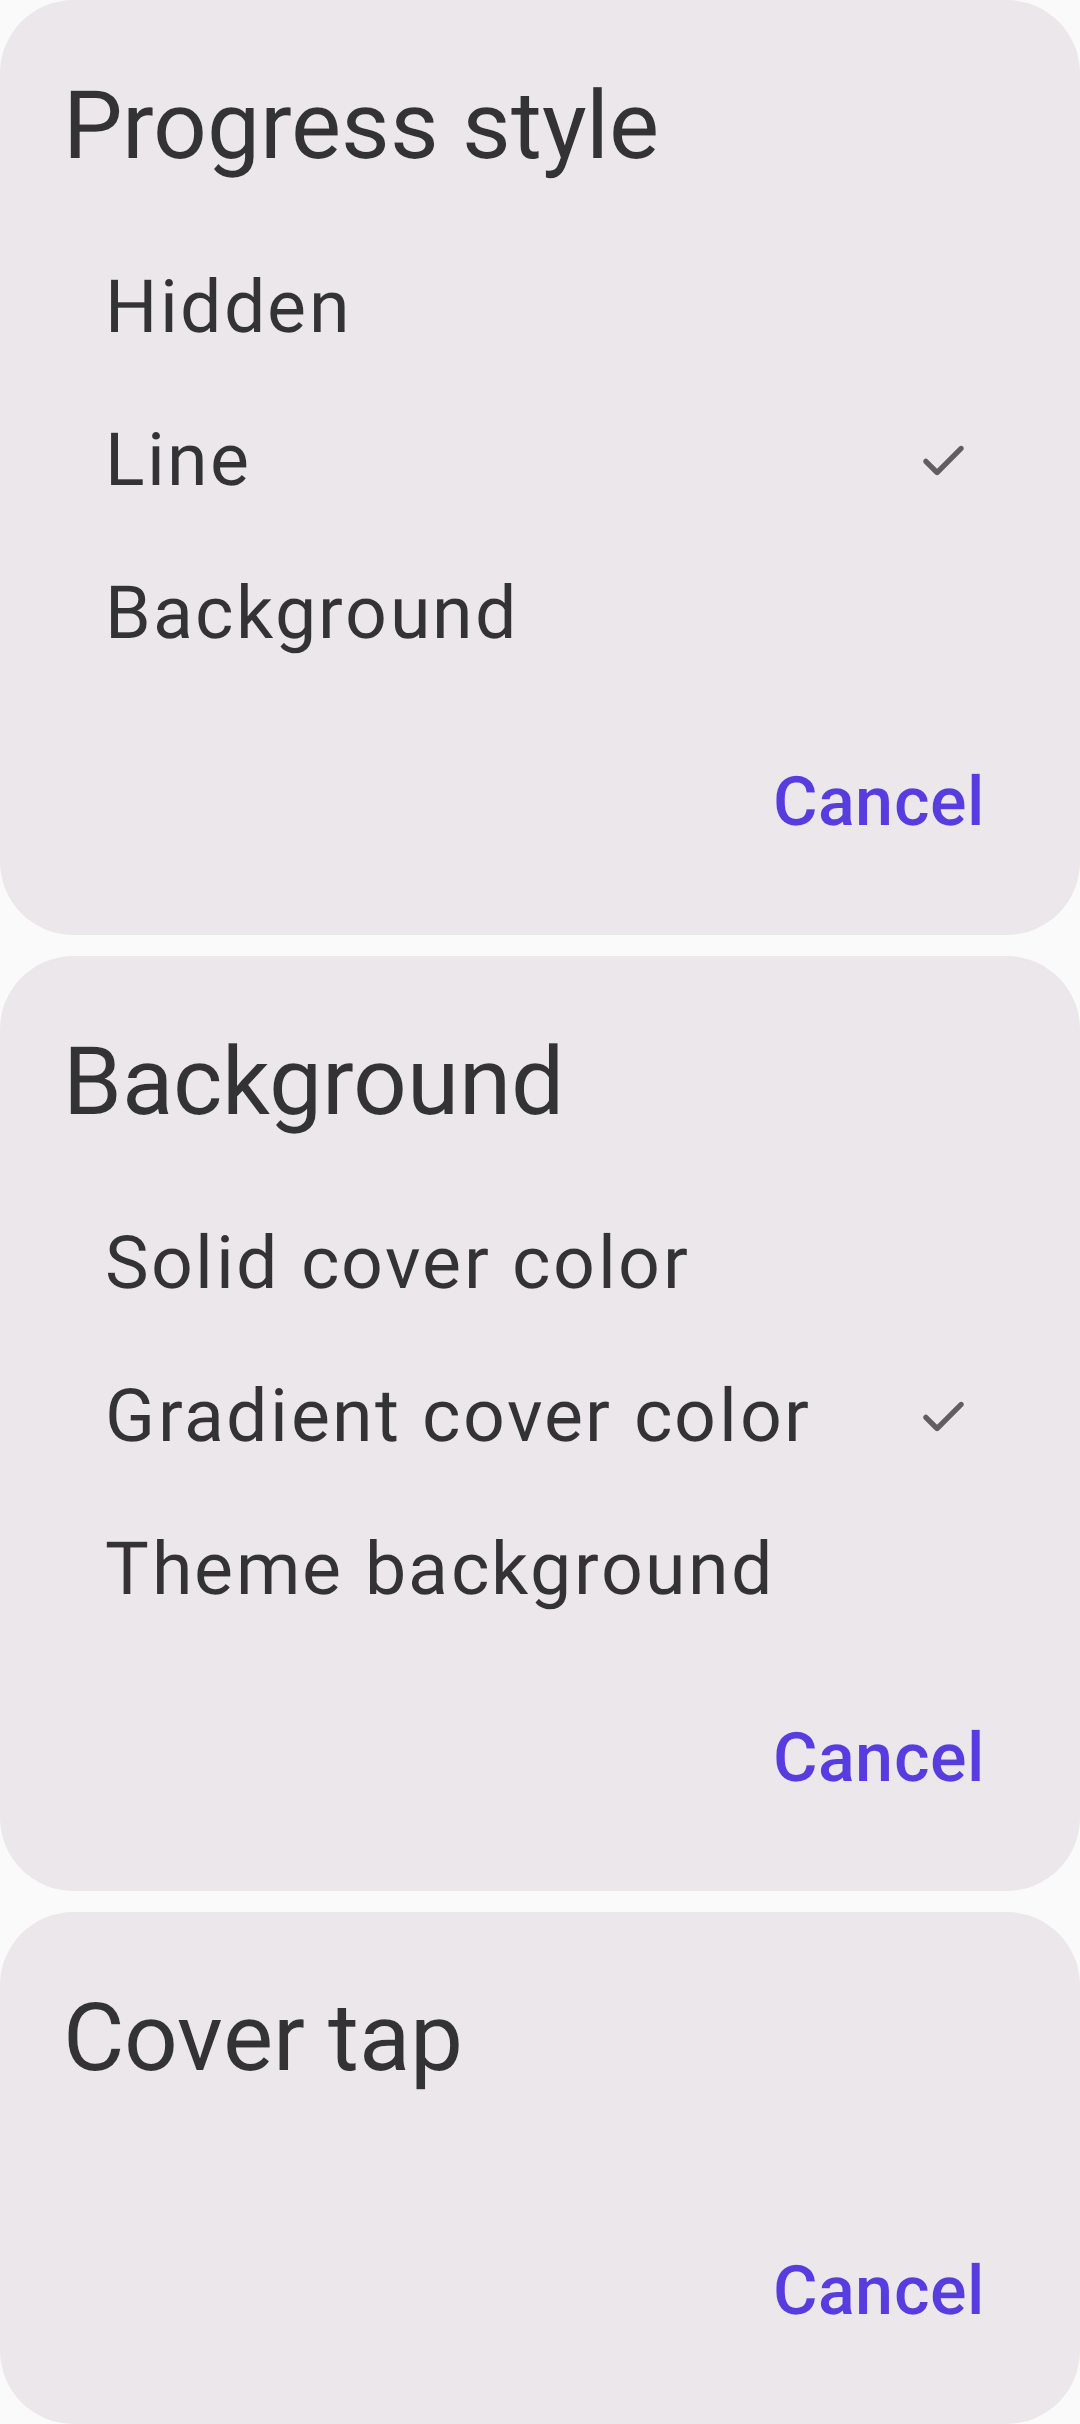 Progress style
Hidden
Line
Background
Cancel
Background
Solid cover color
Gradient cover color
Theme background
Cancel
Cover tap
Cancel